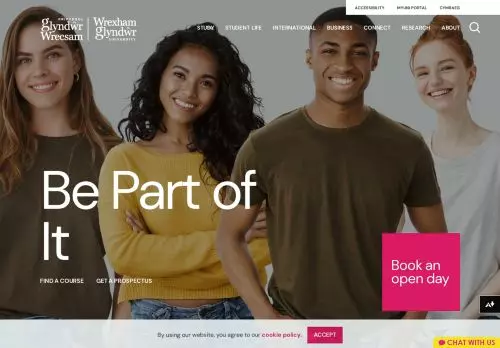 ACCESSIBILITY MYUNI PORTAL CYMRAEG
PRIFYSGOL
glyndŵr
Wrecsam
Wrexham
glyndŵr
UNIVERSITY
STUDY STUDENT LIFE INTERNATIONAL BUSINESS CONNECT RESEARCH ABOUT
Be Part of
It
FIND A COURSE GET A PROSPECTUS
Book an
open day
By using our website, you agree to our cookie policy. ACCEPT
CHAT WITH US